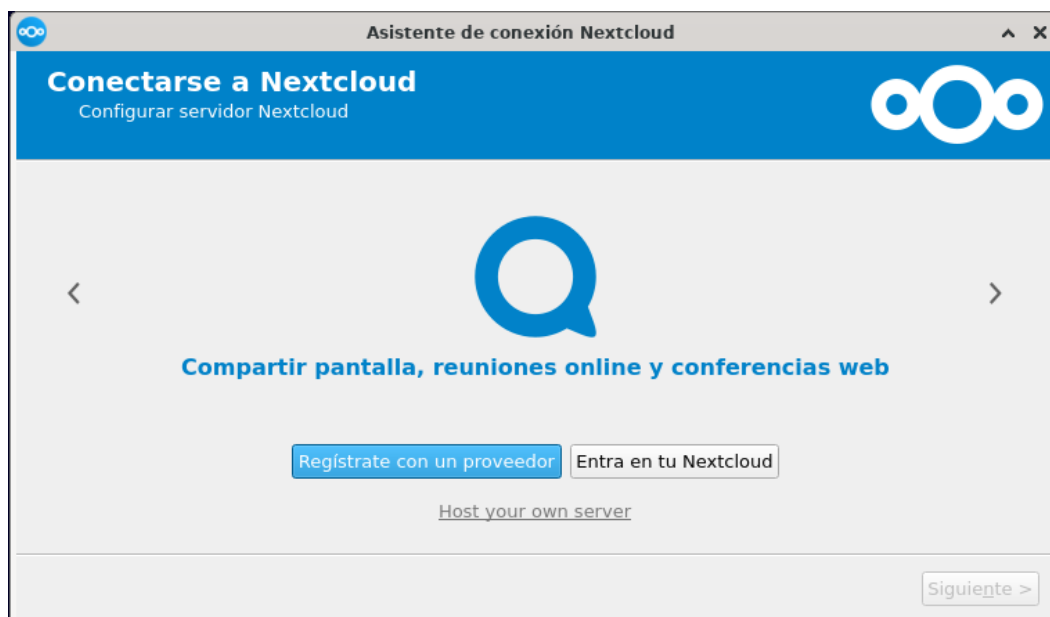 Asistente de conexión Nextcloud
Conectarse a Nextcloud
Configurar servidor Nextcloud
Compartir pantalla, reuniones online y conferencias web
Regístrate con un proveedor
Entra en tu Nextcloud
Host your own server
Siguiente >